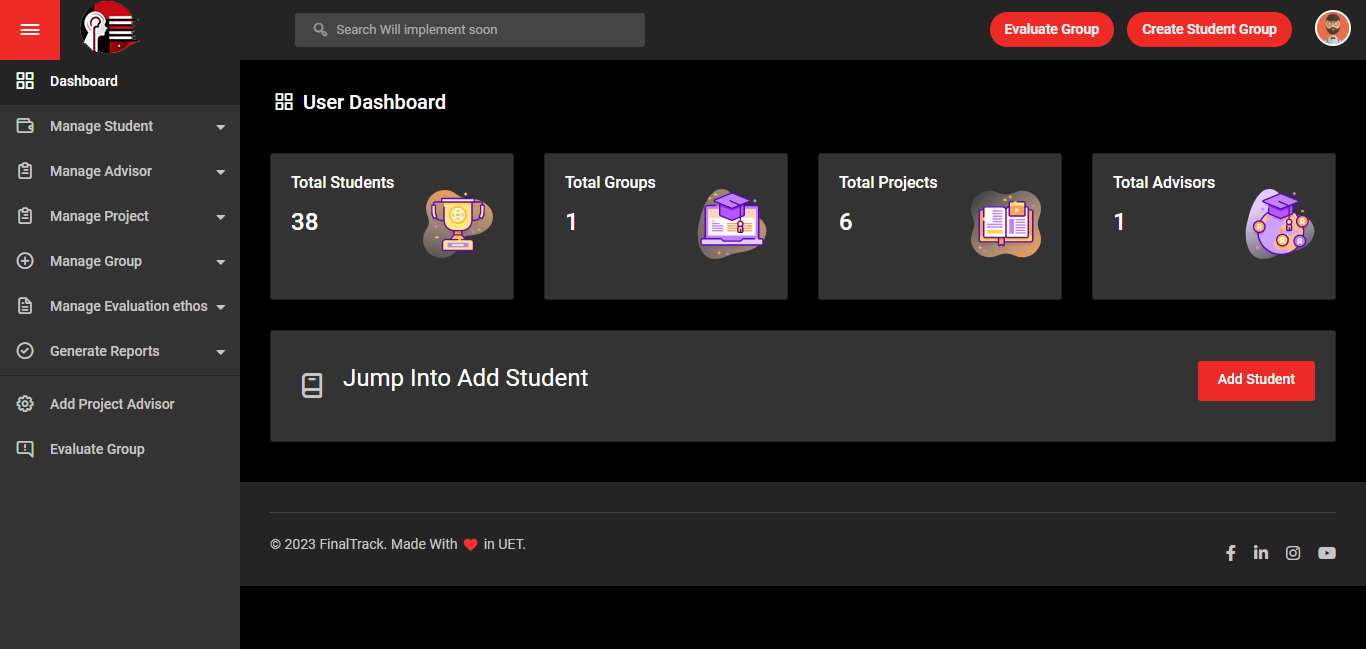 Search Will implement soon
Evaluate Group
Create Student Group
Dashboard
Manage Student
Manage Advisor
Manage Project
Manage Group
Manage Evaluation ethos
Generate Reports
Add Project Advisor
Evaluate Group
User Dashboard
Total Students
38
Total Groups
1
Total Projects
6
Total Advisors
1
Jump Into Add Student
Add Student
© 2023 FinalTrack. Made With ❤ in UET.